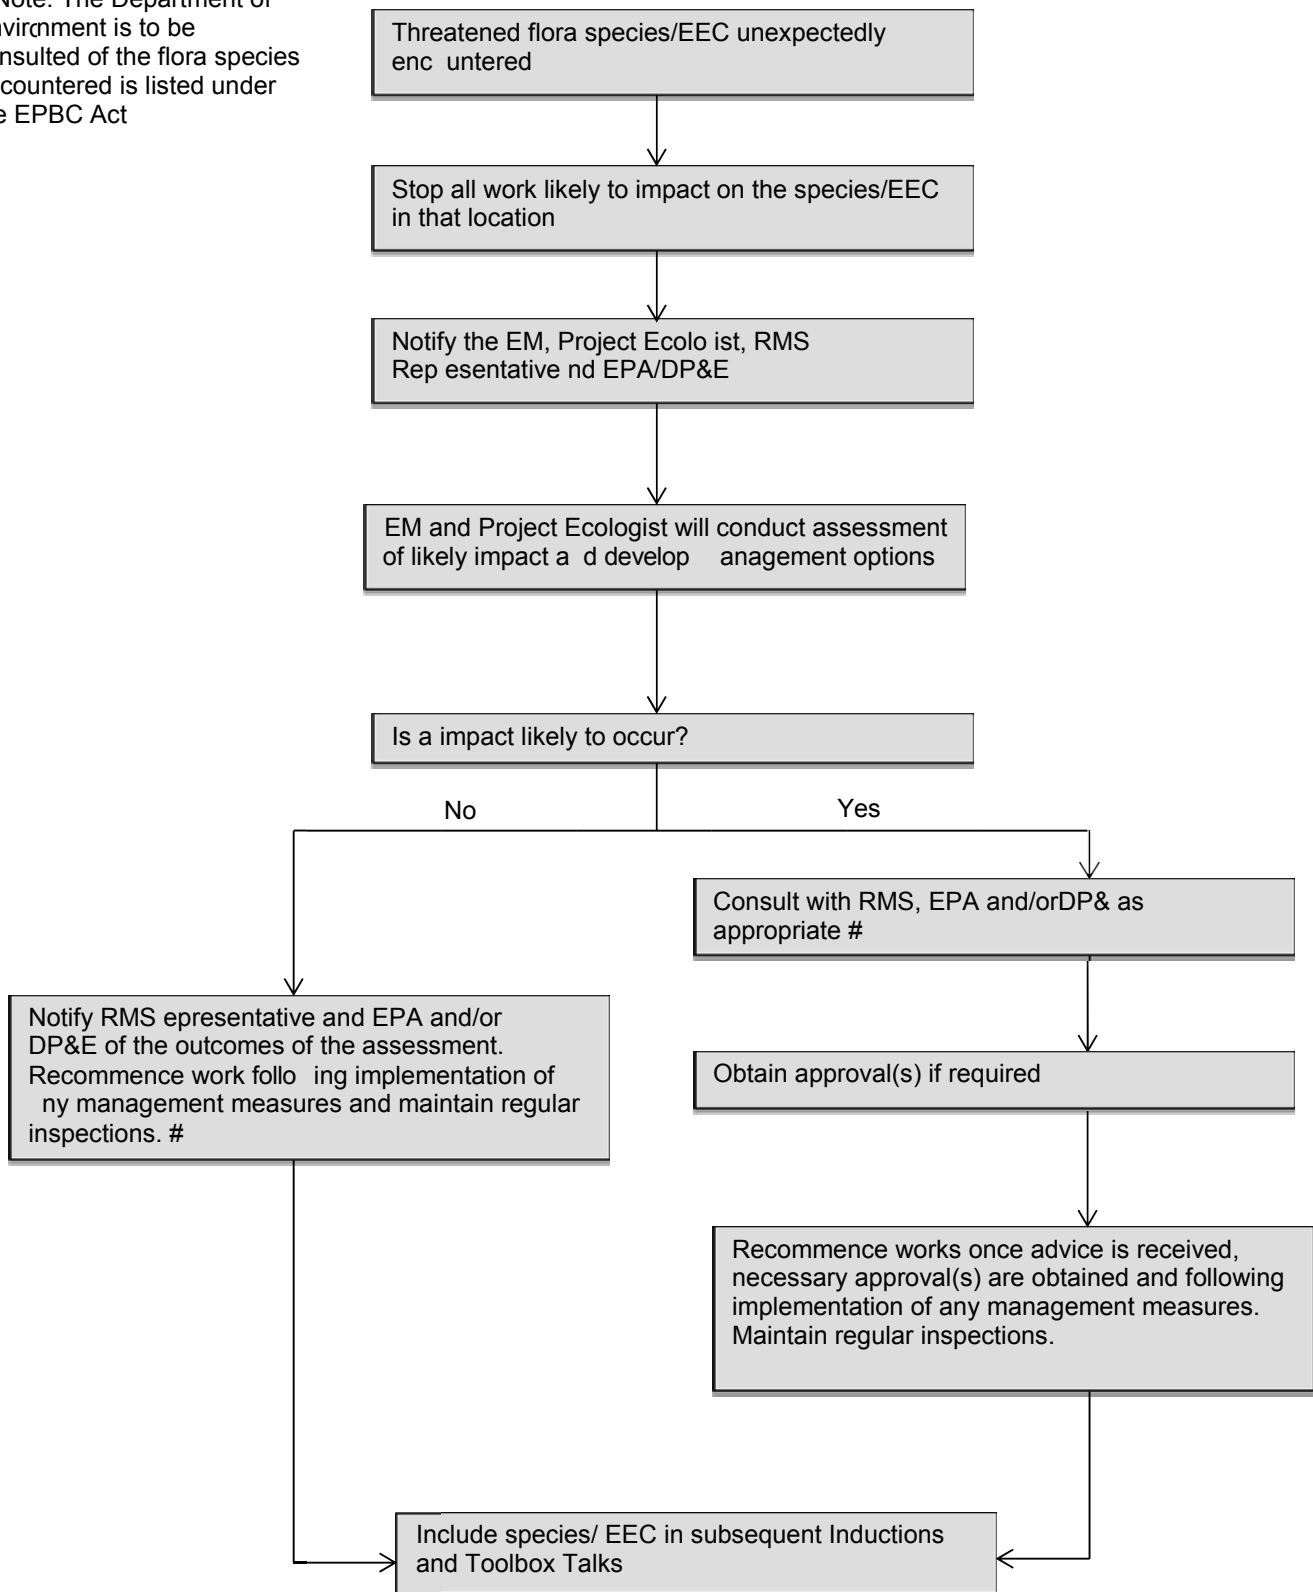 Note: The Department of
nvironment is to be
nsulted of the flora species
countered is listed under
e EPBC Act
Threatened flora species/EEC unexpectedly
enc untered
Stop all work likely to impact on the species/EEC
in that location
Notify the EM, Project Ecolo ist, RMS
Rep esentative nd EPA/DP&E
EM and Project Ecologist will conduct assessment
of likely impact a d develop anagement options
Is a impact likely to occur?
No
Yes
Consult with RMS, EPA and/orDP& as
appropriate #
Notify RMS epresentative and EPA and/or
DP&E of the outcomes of the assessment.
Recommence work follo ing implementation of
ny management measures and maintain regular
inspections. #
Obtain approval(s) if required
Recommence works once advice is received,
necessary approval(s) are obtained and following
implementation of any management measures.
Maintain regular inspections.
Include species/ EEC in subsequent Inductions
and Toolbox Talks